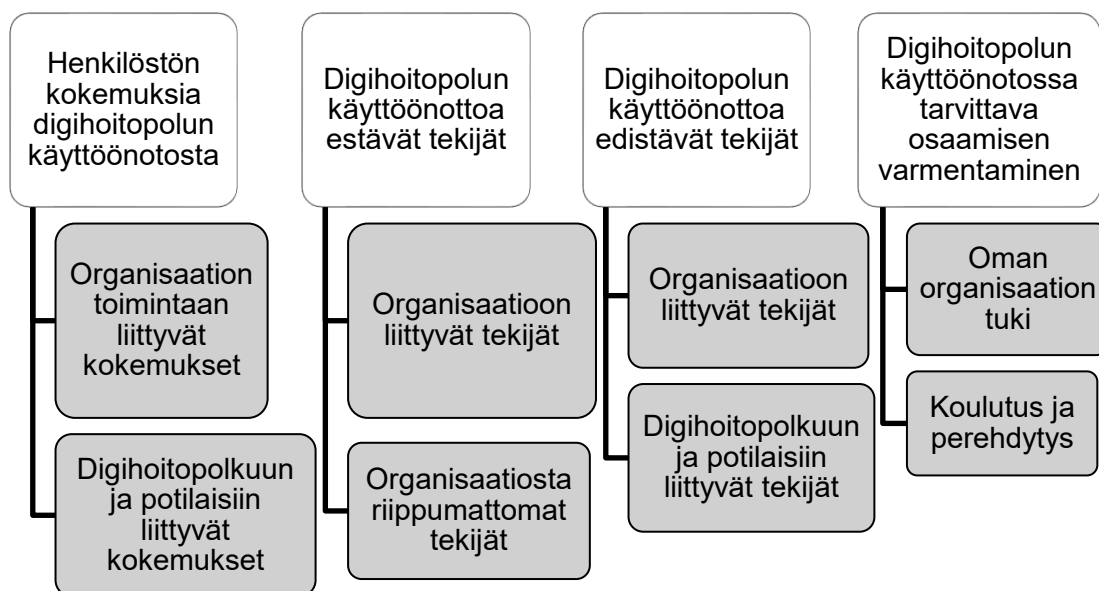 Henkilöstön
kokemuksia
digihoitopolun
käyttöönotosta
Organisaation
toimintaan
liittyvät
kokemukset
Digihoitopolkuun
ja potilaisiin
liittyvät
kokemukset
Digihoitopolun
käyttöönottoa
estävät tekijät
Organisaatioon
liittyvät tekijät
Organisaatiosta
riippumattomat
tekijät
Digihoitopolun
käyttöönottoa
edistävät tekijät
Organisaatioon
liittyvät tekijät
Digihoitopolkuun
ja potilaisiin
liittyvät tekijät
Digihoitopolun
käyttöönotossa
tarvittava
osaamisen
varmentaminen
Oman
organisaation
tuki
Koulutus ja
perehdytys